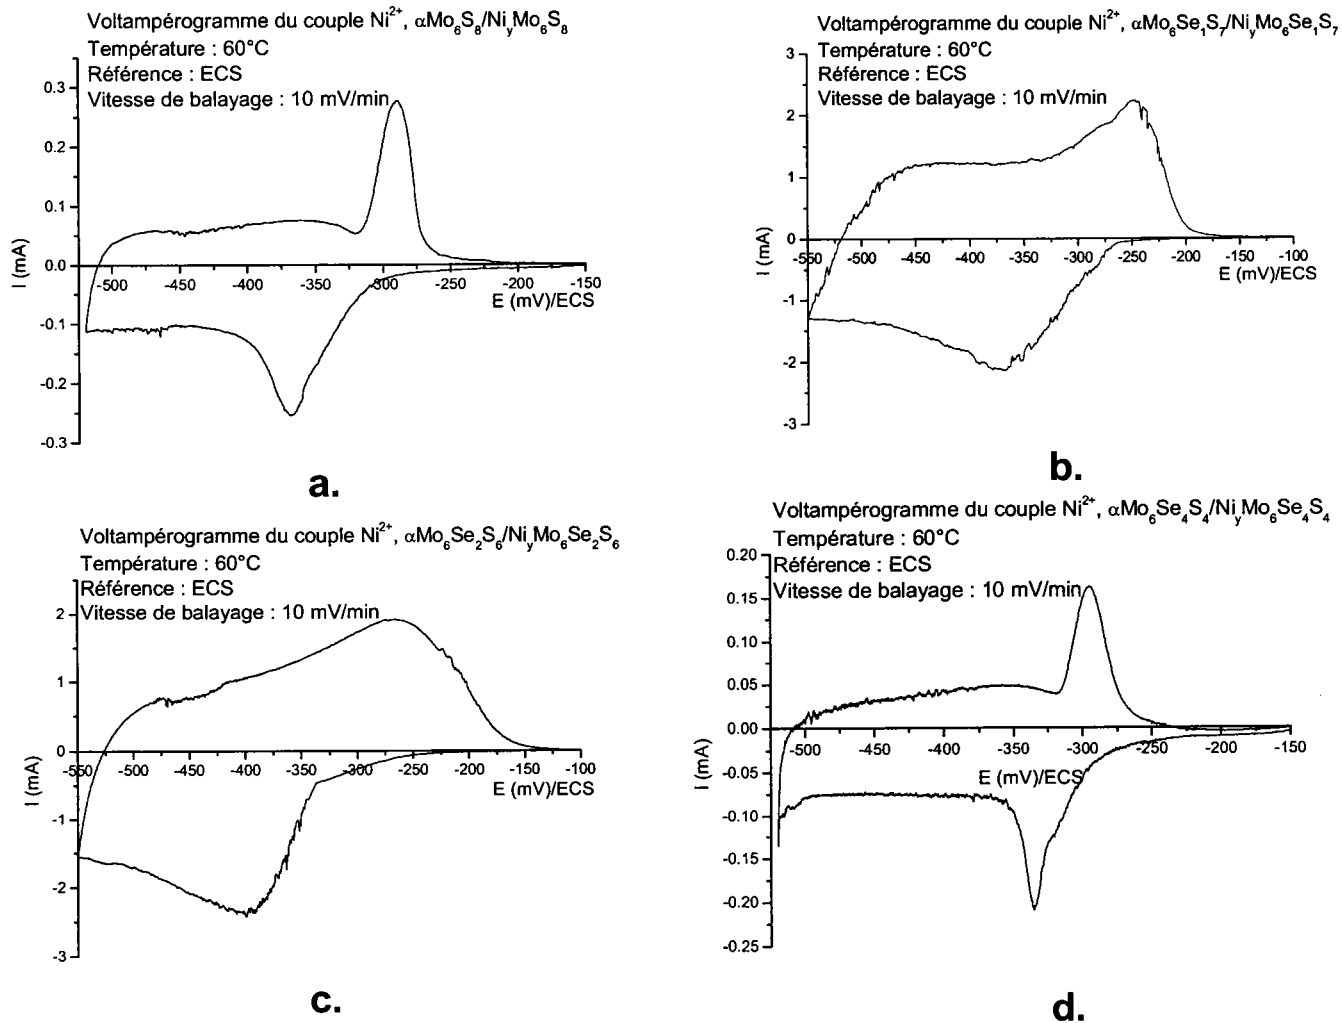 Voltampérogramme du couple Ni²⁺, αMo₆S₈/NiᵧMo₆S₈
Température : 60°C
Référence : ECS
Vitesse de balayage : 10 mV/min
0.3
0.2
0.1
0.0
-0.1
-0.2
-0.3
I (mA)
-500 -450 -400 -350 -300 -250 -200 -150
E (mV)/ECS
a.
Voltampérogramme du couple Ni²⁺, αMo₆Se₁S₇/NiᵧMo₆Se₁S₇
Température : 60°C
Référence : ECS
Vitesse de balayage : 10 mV/min
3
2
1
0
-1
-2
-3
I (mA)
-550 -500 -450 -400 -350 -300 -250 -200 -150 -100
E (mV)/ECS
b.
Voltampérogramme du couple Ni²⁺, αMo₆Se₂S₆/NiᵧMo₆Se₂S₆
Température : 60°C
Référence : ECS
Vitesse de balayage : 10 mV/min
2
1
0
-1
-2
-3
I (mA)
-550 -500 -450 -400 -350 -300 -250 -200 -150 -100
E (mV)/ECS
c.
Voltampérogramme du couple Ni²⁺, αMo₆Se₄S₄/NiᵧMo₆Se₄S₄
Température : 60°C
Référence : ECS
Vitesse de balayage : 10 mV/min
0.20
0.15
0.10
0.05
0.00
-0.05
-0.10
-0.15
-0.20
-0.25
I (mA)
-500 -450 -400 -350 -300 -250 -200 -150
E (mV)/ECS
d.